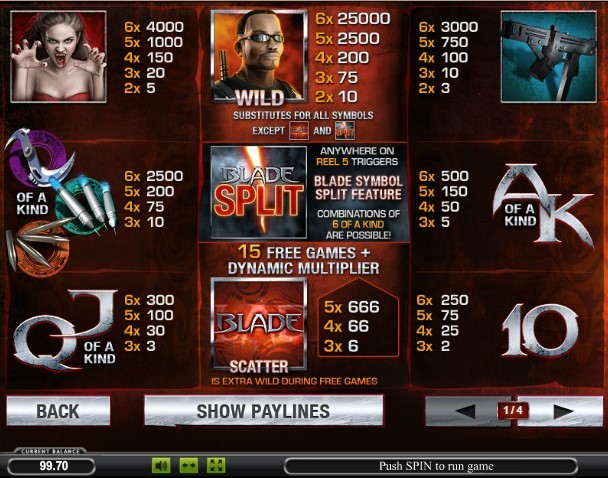 6x 4000
5x 1000
4x 150
3x 20
2x 5
WILD
6x 25000
5x 2500
4x 200
3x 75
2x 10
SUBSTITUTES FOR ALL SYMBOLS
EXCEPT AND
6x 3000
5x 750
4x 100
3x 10
2x 3
OF A
KIND
6x 2500
5x 200
4x 75
3x 10
BLADE
SPLIT
ANYWHERE ON
REEL 5 TRIGGERS
BLADE SYMBOL
SPLIT FEATURE
COMBINATIONS OF
6 OF A KIND
ARE POSSIBLE!
6x 500
5x 150
4x 50
3x 5
A K
OF A
KIND
15 FREE GAMES +
DYNAMIC MULTIPLIER
Q J
OF A
KIND
6x 300
5x 100
4x 30
3x 3
BLADE
SCATTER
5x 666
4x 66
3x 6
IS EXTRA WILD DURING FREE GAMES
6x 250
5x 75
4x 25
3x 2
10
BACK
SHOW PAYLINES
1/4
CURRENT BALANCE
99.70
Push SPIN to run game